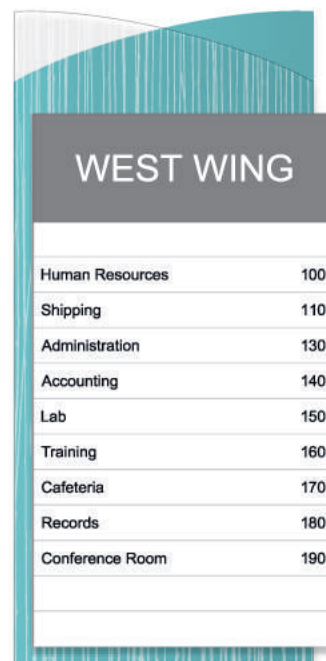 WEST WING
Human Resources 100
Shipping 110
Administration 130
Accounting 140
Lab 150
Training 160
Cafeteria 170
Records 180
Conference Room 190